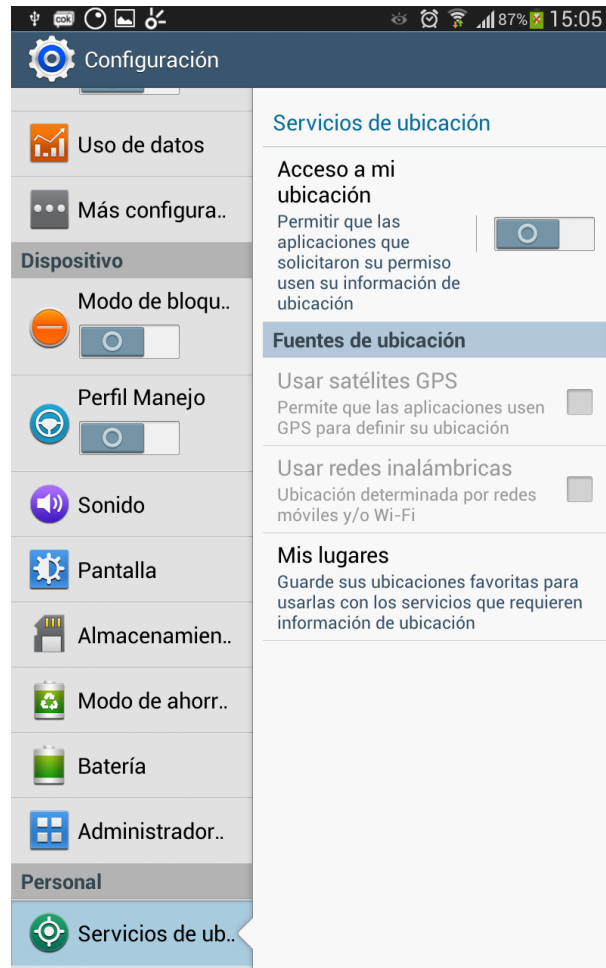 cok
87%
15:05
Configuración
Uso de datos
Más configura..
Dispositivo
Modo de bloqu..
Perfil Manejo
Sonido
Pantalla
Almacenamien..
Modo de ahorr..
Batería
Administrador..
Personal
Servicios de ub..
Servicios de ubicación
Acceso a mi
ubicación
Permitir que las
aplicaciones que
solicitaron su permiso
usen su información de
ubicación
Fuentes de ubicación
Usar satélites GPS
Permite que las aplicaciones usen
GPS para definir su ubicación
Usar redes inalámbricas
Ubicación determinada por redes
móviles y/o Wi-Fi
Mis lugares
Guarde sus ubicaciones favoritas para
usarlas con los servicios que requieren
información de ubicación